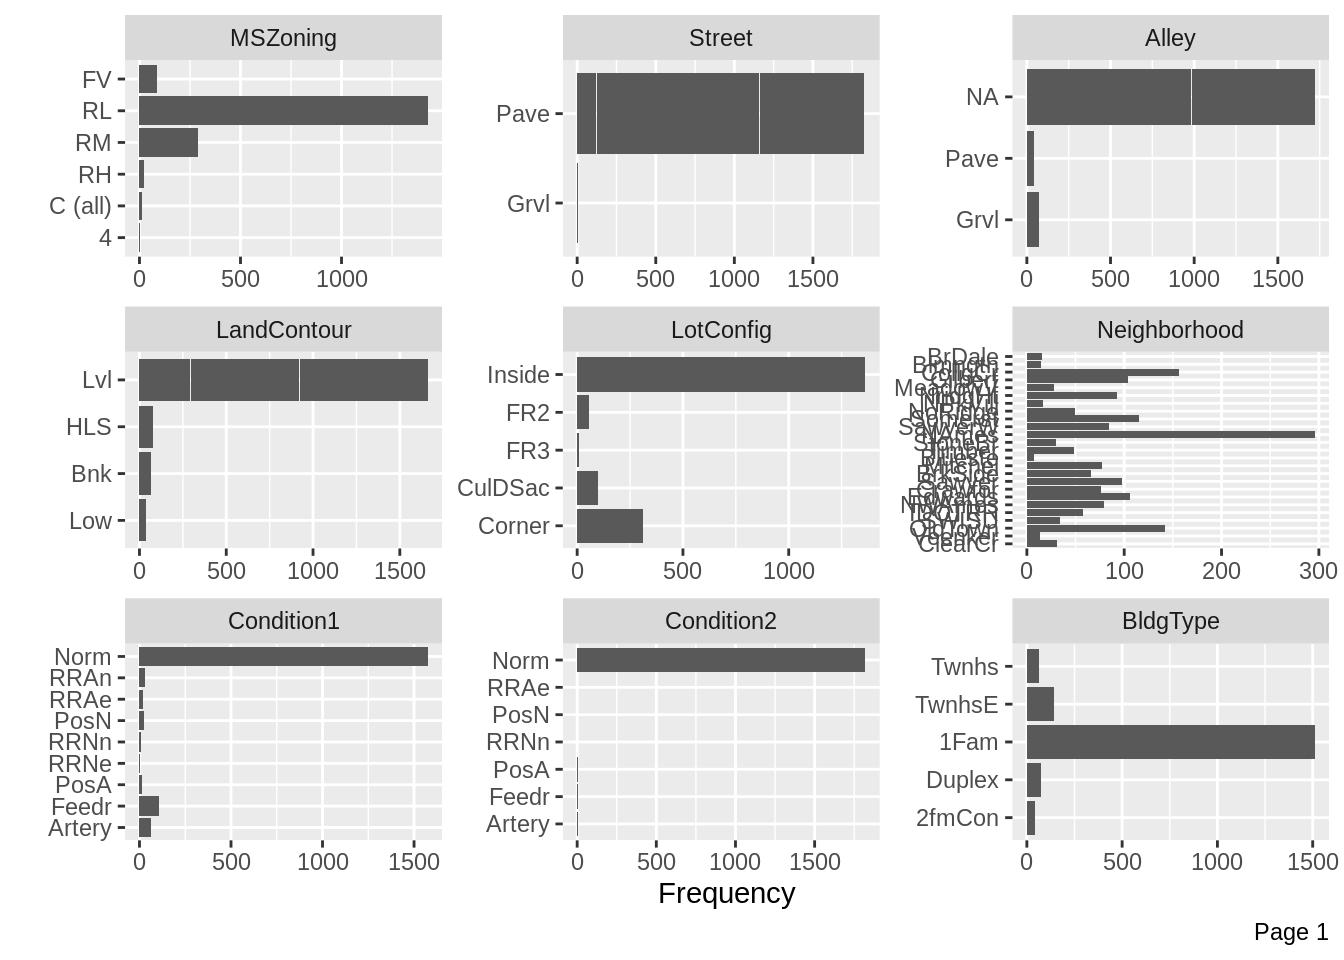 MSZoning
FV
RL
RM
RH
C (all)
4
0 500 1000
Street
Pave
Grvl
0 500 1000 1500
Alley
NA
Pave
Grvl
0 500 1000 1500
LandContour
Lvl
HLS
Bnk
Low
0 500 1000 1500
LotConfig
Inside
FR2
FR3
CulDSac
Corner
0 500 1000
Neighborhood
BrDale
Edwards
OldTown
Veenker
ClearCr
0 100 200 300
Condition1
Norm
RRAn
RRAe
PosN
RRNn
RRNe
PosA
Feedr
Artery
0 500 1000 1500
Condition2
Norm
RRAe
PosN
RRNn
PosA
Feedr
Artery
0 500 1000 1500
BldgType
Twnhs
TwnhsE
1Fam
Duplex
2fmCon
0 500 1000 1500
Frequency
Page 1